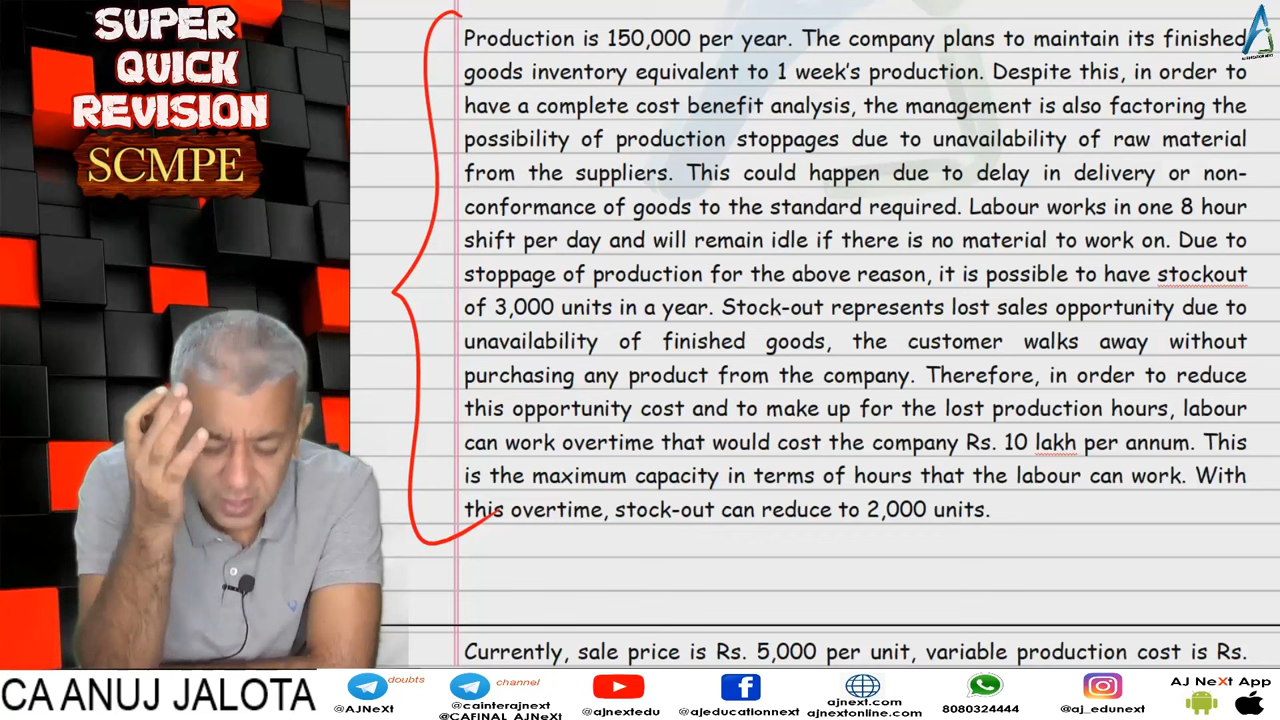 SUPER
QUICK
REVISION
SCMPE
Production is 150,000 per year. The company plans to maintain its finished
goods inventory equivalent to 1 week's production. Despite this, in order to
have a complete cost benefit analysis, the management is also factoring the
possibility of production stoppages due to unavailability of raw material
from the suppliers. This could happen due to delay in delivery or non-
conformance of goods to the standard required. Labour works in one 8 hour
shift per day and will remain idle if there is no material to work on. Due to
stoppage of production for the above reason, it is possible to have stockout
of 3,000 units in a year. Stock-out represents lost sales opportunity due to
unavailability of finished goods, the customer walks away without
purchasing any product from the company. Therefore, in order to reduce
this opportunity cost and to make up for the lost production hours, labour
can work overtime that would cost the company Rs. 10 lakh per annum. This
is the maximum capacity in terms of hours that the labour can work. With
this overtime, stock-out can reduce to 2,000 units.
Currently, sale price is Rs. 5,000 per unit, variable production cost is Rs.
CA ANUJ JALOTA
doubts
@AJNeXt
channel
@cainterajnext
@CAFINAL_AJNeXt
@ajnextedu
@ajeducationnext
ajnext.com
ajnextonline.com
8080324444
@aj_edunext
AJ NeXt App